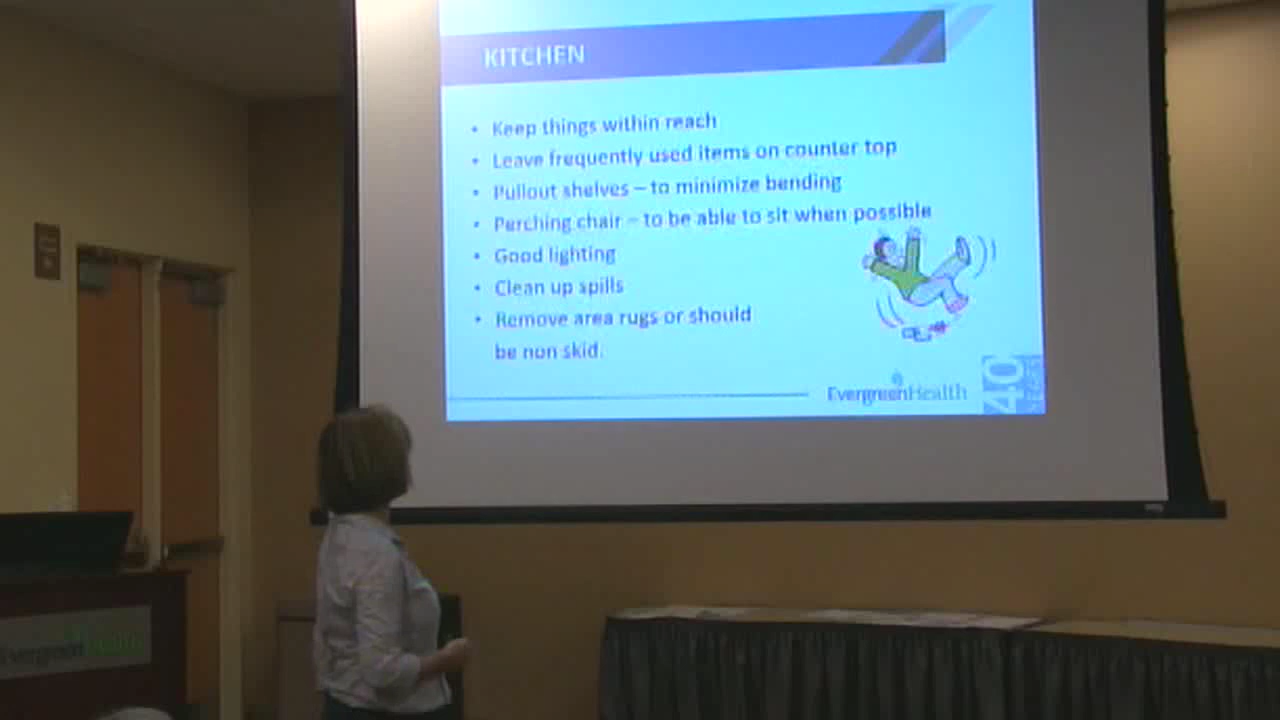 KITCHEN
• Keep things within reach
• Leave frequently used items on counter top
• Pullout shelves – to minimize bending
• Perching chair – to be able to sit when possible
• Good lighting
• Clean up spills
• Remove area rugs or should
be non skid.
EvergreenHealth
40
EvergreenHealth